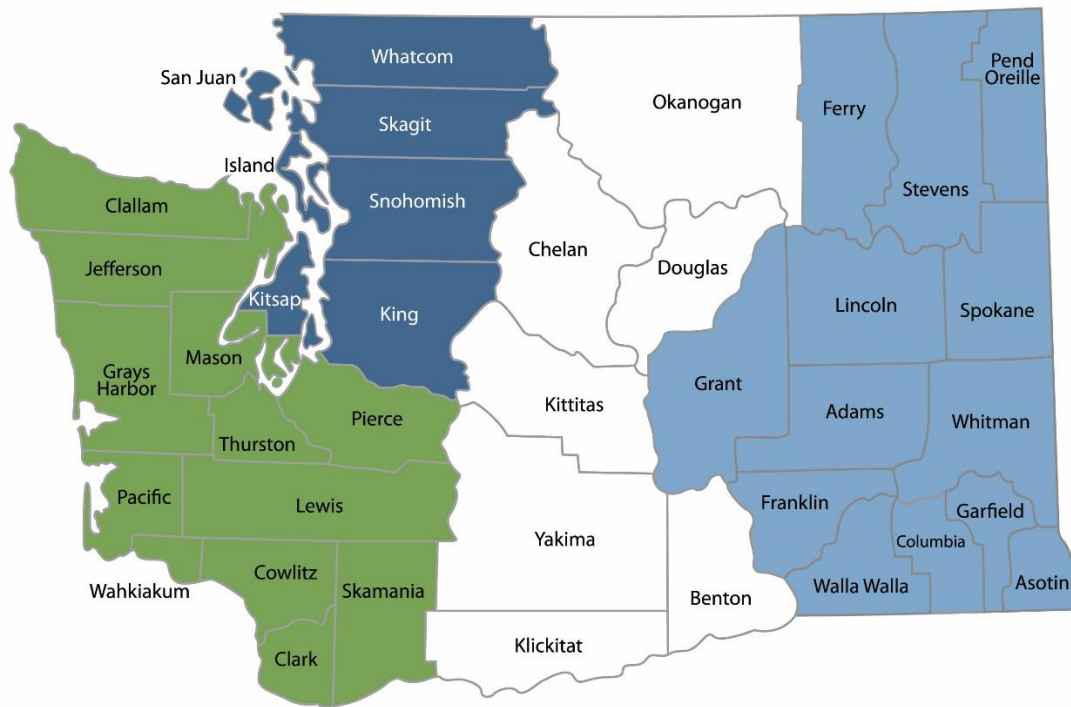 Whatcom
San Juan
Skagit
Okanogan
Ferry
Pend
Oreille
Island
Stevens
Clallam
Snohomish
Chelan
Douglas
Jefferson
Kitsap
King
Lincoln
Spokane
Mason
Grays
Harbor
Grant
Kittitas
Pierce
Thurston
Adams
Whitman
Pacific
Lewis
Franklin
Garfield
Yakima
Columbia
Wahkiakum
Cowlitz
Skamania
Benton
Walla Walla
Asotin
Clark
Klickitat